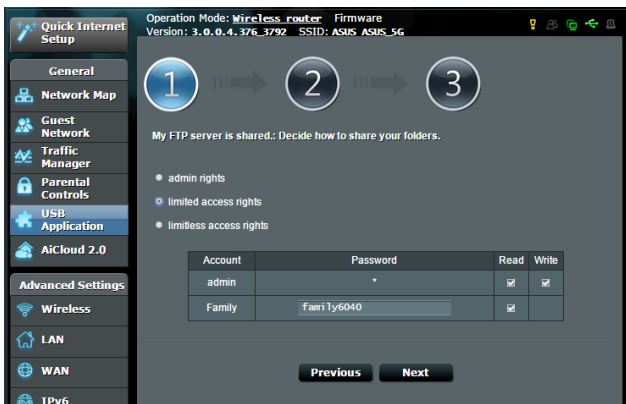 Quick Internet
Setup
General
Network Map
Guest
Network
Traffic
Manager
Parental
Controls
USB
Application
AiCloud 2.0
Advanced Settings
Wireless
LAN
WAN
IPv6
Operation Mode: Wireless router Firmware
Version: 3.0.0.4.376_3792 SSID: ASUS ASUS_5G
1 2 3
My FTP server is shared.: Decide how to share your folders.
admin rights
limited access rights
limitless access rights
Account Password Read Write
admin *
Family family6040
Previous Next